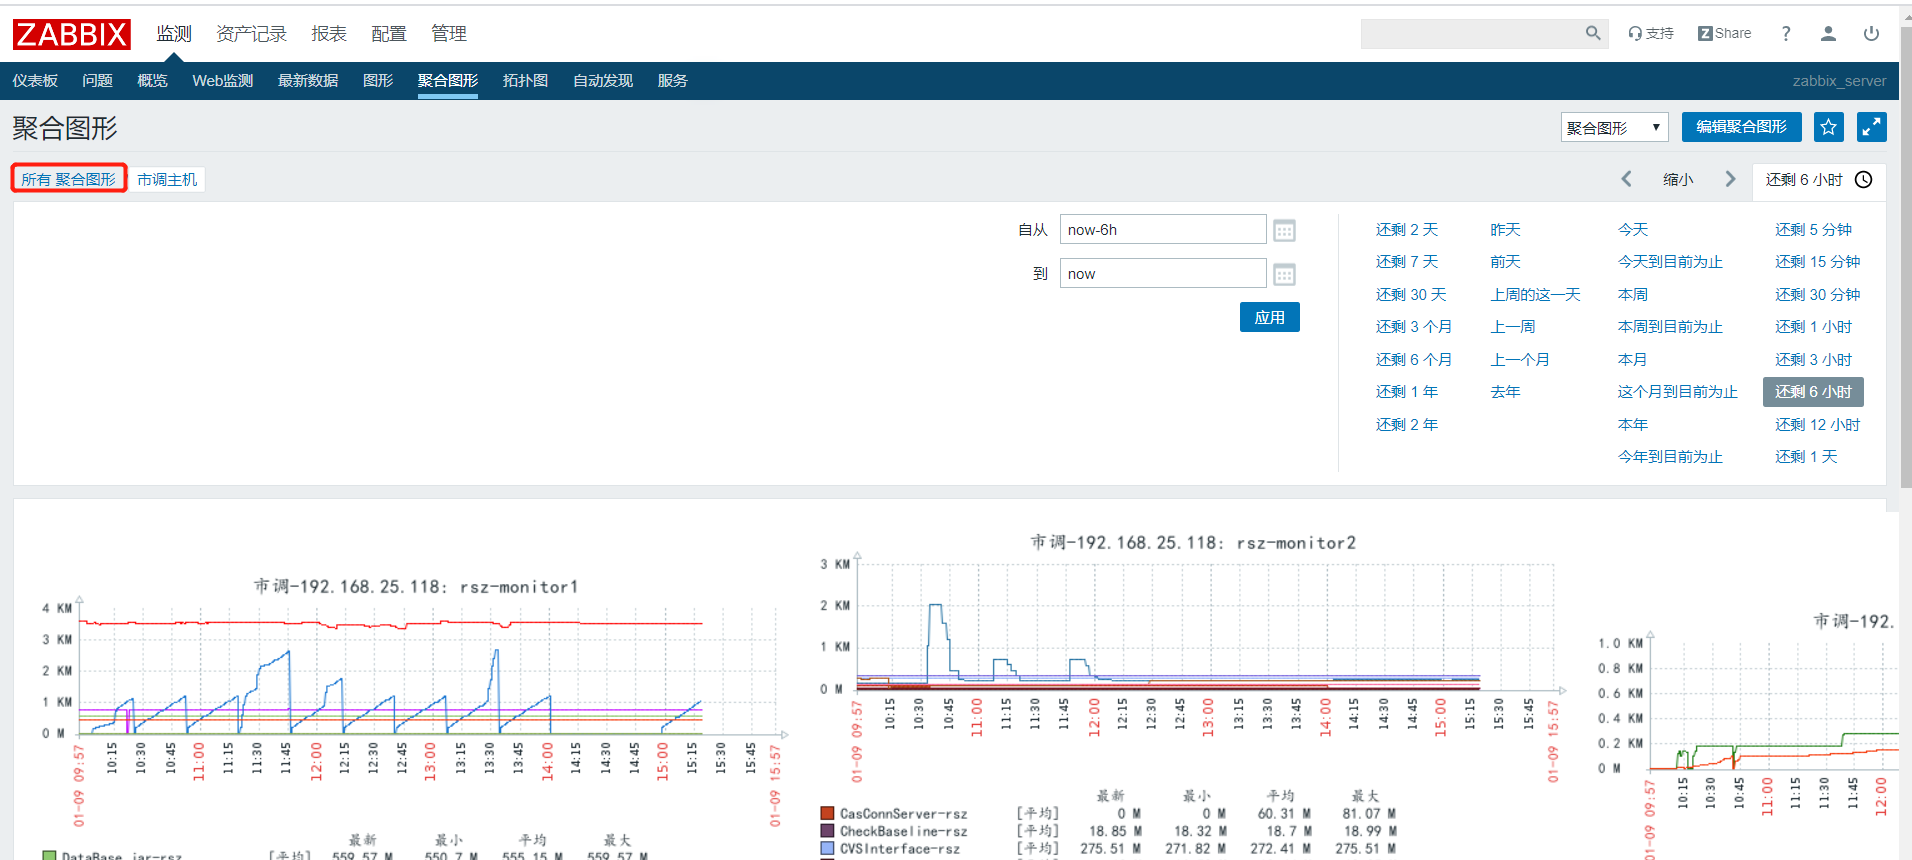 ZABBIX 监测 资产记录 报表 配置 管理 支持 Z Share ?
仪表板 问题 概览 Web监测 最新数据 图形 聚合图形 拓扑图 自动发现 服务 zabbix_server
聚合图形 聚合图形 编辑聚合图形
所有 聚合图形 市调主机 缩小 还剩 6 小时
自从 now-6h
到 now
应用
还剩 2 天 昨天 今天 还剩 5 分钟
还剩 7 天 前天 今天到目前为止 还剩 15 分钟
还剩 30 天 上周的这一天 本周 还剩 30 分钟
还剩 3 个月 上一周 本周到目前为止 还剩 1 小时
还剩 6 个月 上一个月 本月 还剩 3 小时
还剩 1 年 去年 这个月到目前为止 还剩 6 小时
还剩 2 年 本年 还剩 12 小时
今年到目前为止 还剩 1 天
市调-192.168.25.118: rsz-monitor1
4 KM
3 KM
2 KM
1 KM
0 M
01-09 09:57 10:15 10:30 10:45 11:00 11:15 11:30 11:45 12:00 12:15 12:30 12:45 13:00 13:15 13:30 13:45 14:00 14:15 14:30 14:45 15:00 15:15 15:30 15:45 01-09 15:57
最新 最小 平均 最大
DataBase.jar-rsz [平均] 559.57 M 550.7 M 555.15 M 559.57 M
市调-192.168.25.118: rsz-monitor2
3 KM
2 KM
1 KM
0 M
01-09 09:57 10:15 10:30 10:45 11:00 11:15 11:30 11:45 12:00 12:15 12:30 12:45 13:00 13:15 13:30 13:45 14:00 14:15 14:30 14:45 15:00 15:15 15:30 15:45 01-09 15:57
最新 最小 平均 最大
CasConnServer-rsz [平均] 0 M 0 M 60.31 M 81.07 M
CheckBaseline-rsz [平均] 18.85 M 18.32 M 18.7 M 18.99 M
CVSInterface-rsz [平均] 275.51 M 271.82 M 272.41 M 275.51 M
市调-192.
1.0 KM
0.8 KM
0.6 KM
0.4 KM
0.2 KM
0 M
01-09 09:57 10:15 10:30 10:45 11:00 11:15 11:30 11:45 12:00